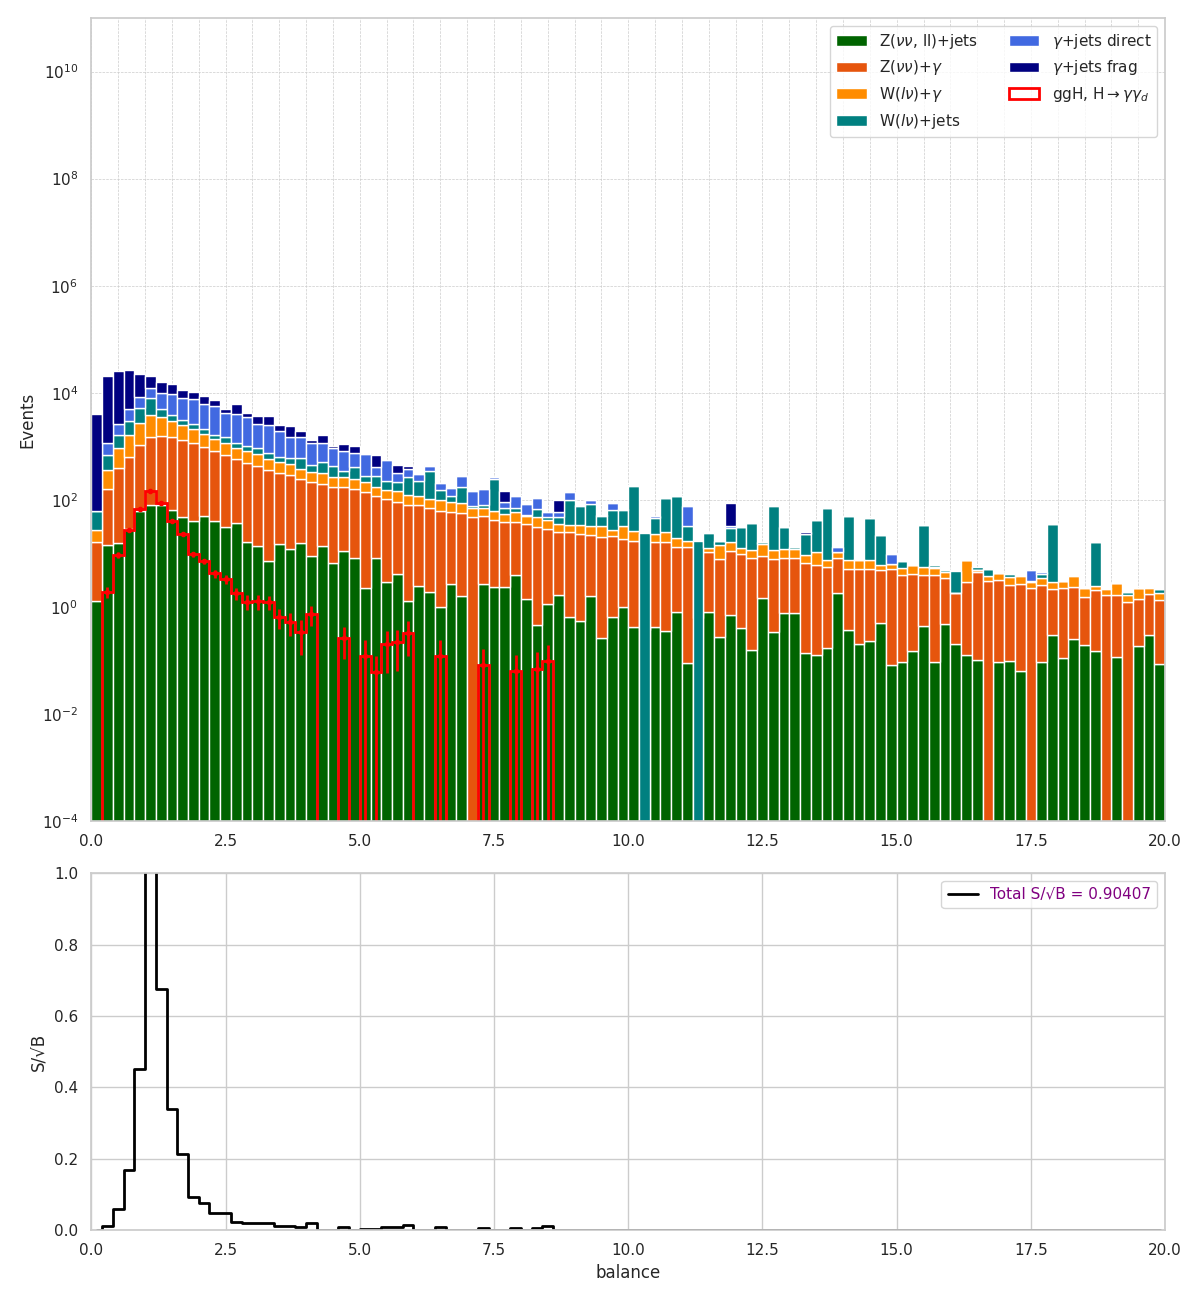 Z(νν, ll)+jets
Z(νν)+γ
W(lν)+γ
W(lν)+jets
γ+jets direct
γ+jets frag
ggH, H→γγ_d
Events
10^10
10^8
10^6
10^4
10^2
10^0
10^−2
10^−4
0.0 2.5 5.0 7.5 10.0 12.5 15.0 17.5 20.0
Total S/√B = 0.90407
S/√B
1.0
0.8
0.6
0.4
0.2
0.0
0.0 2.5 5.0 7.5 10.0 12.5 15.0 17.5 20.0
balance